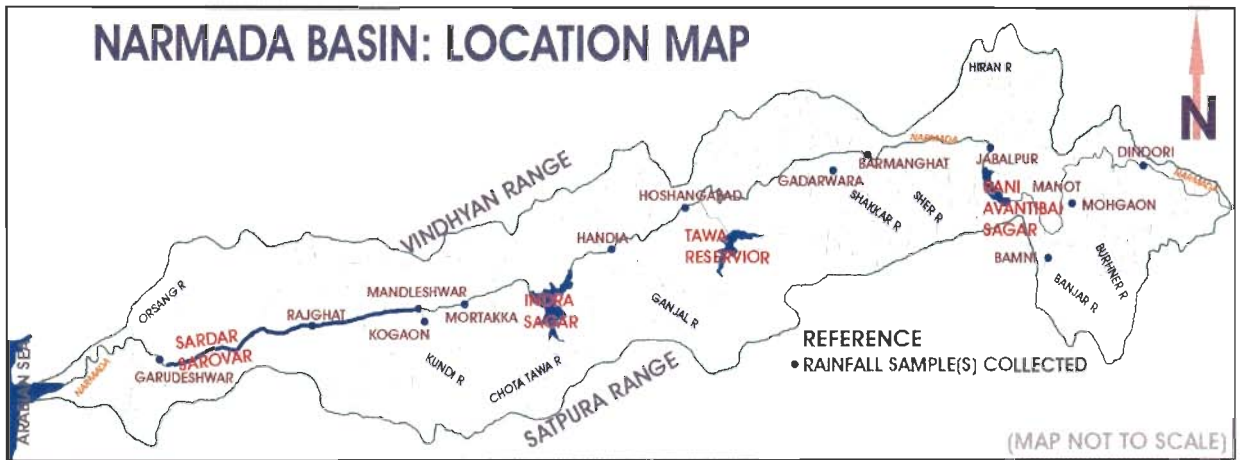 NARMADA BASIN: LOCATION MAP
N
HIRAN R
NARMADA
BARMANGHAT
JABALPUR
DINDORI
NARMADA
GADARWARA
SHAKKAR R
SHER R
RANI
AVANTIBAI
SAGAR
MANOT
MOHGAON
BAMNI
BANJAR R
BURHNER R
VINDHYAN RANGE
HOSHANGABAD
TAWA
RESERVIOR
HANDIA
GANJAL R
INDRA
SAGAR
MANDLESHWAR
MORTAKKA
KOGAON
RAJGHAT
KUNDI R
CHOTA TAWA R
SATPURA RANGE
ORSANG R
SARDAR
SAROVAR
GARUDESHWAR
NARMADA
ARABIAN SEA
REFERENCE
• RAINFALL SAMPLE(S) COLLECTED
(MAP NOT TO SCALE)